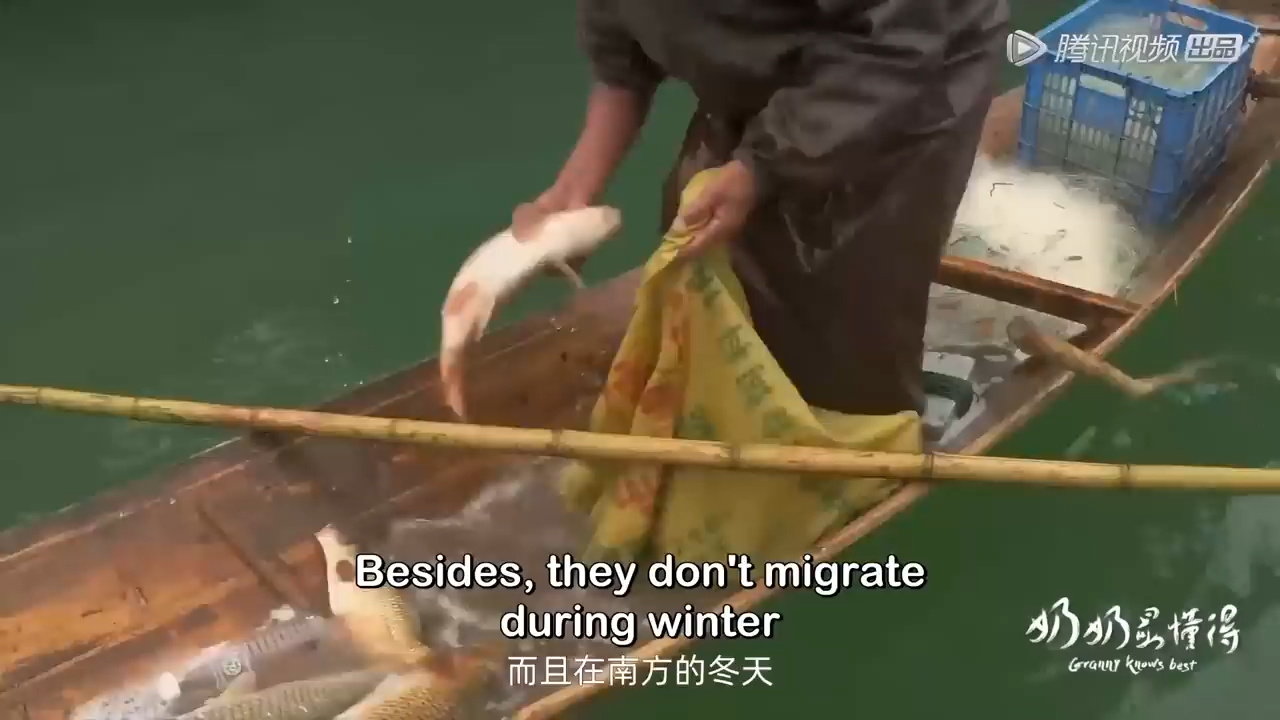 腾讯视频 出品
Besides, they don't migrate
during winter
而且在南方的冬天
奶奶最懂得
Granny knows best